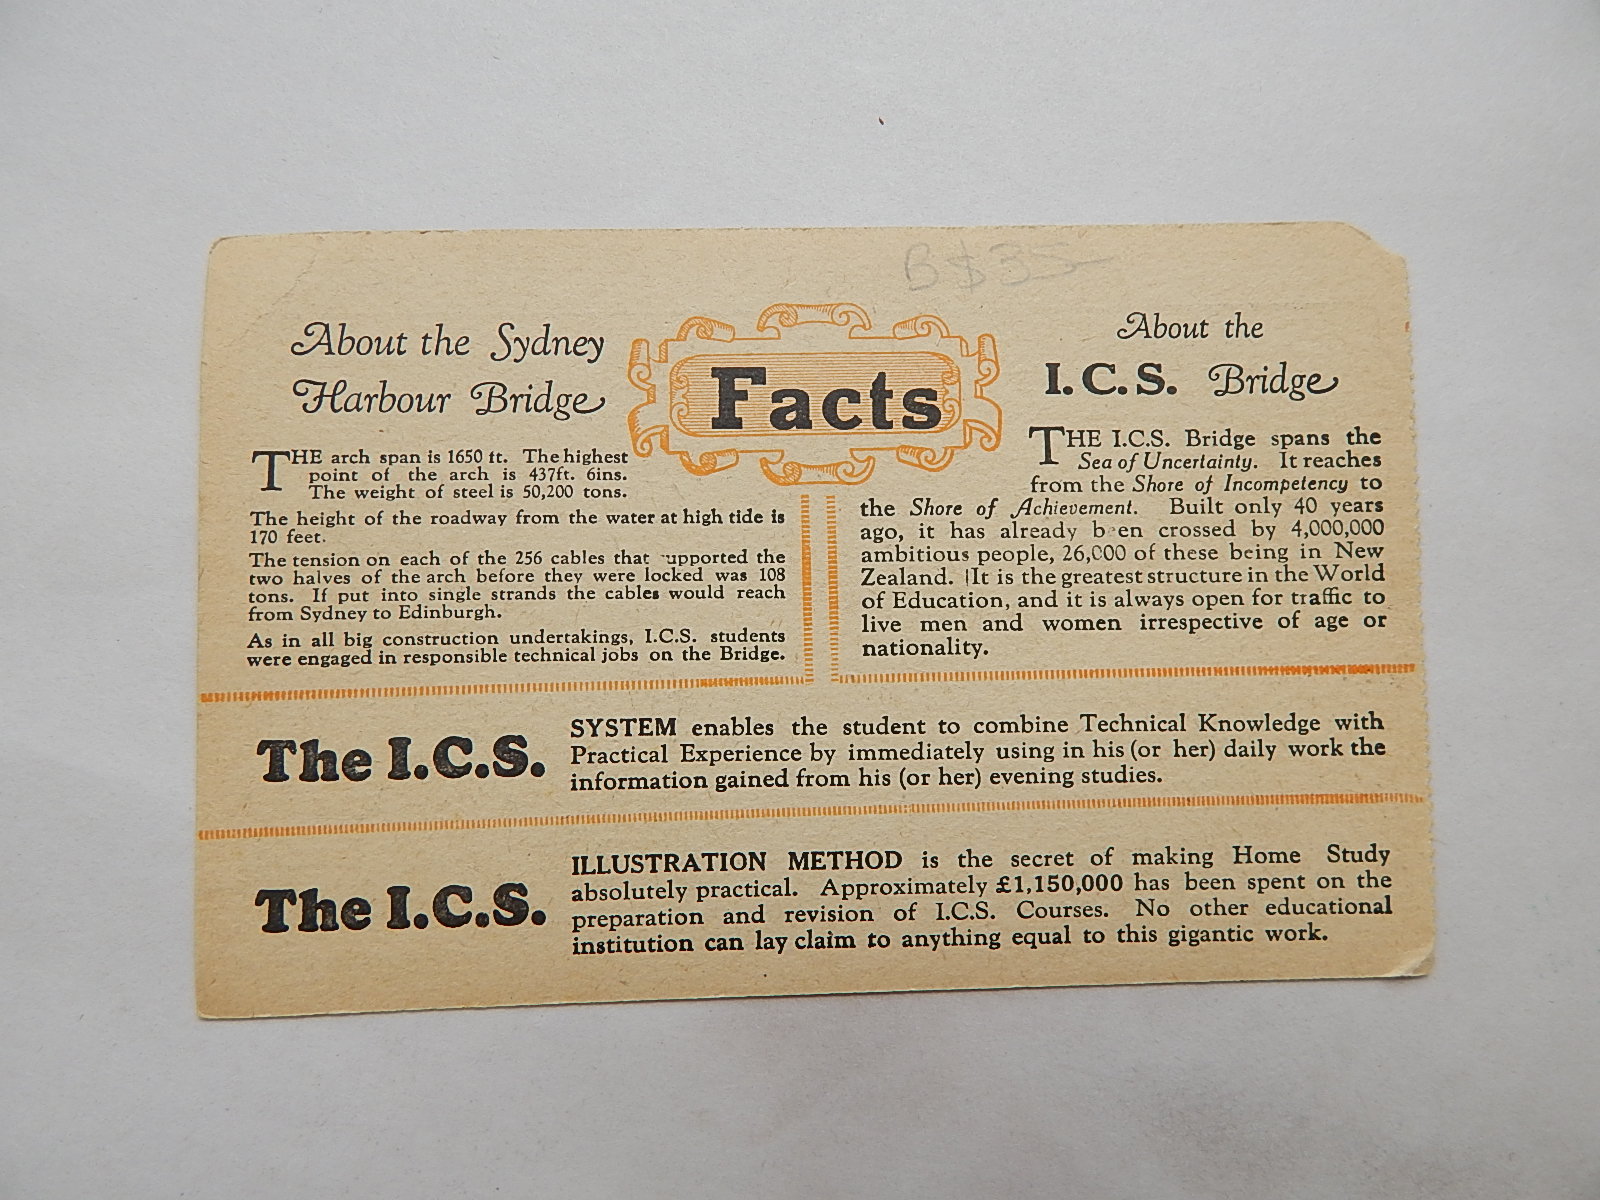 B $35
About the Sydney
Harbour Bridge
THE arch span is 1650 ft. The highest
point of the arch is 437ft. 6ins.
The weight of steel is 50,200 tons.
The height of the roadway from the water at high tide is
170 feet.
The tension on each of the 256 cables that supported the
two halves of the arch before they were locked was 108
tons. If put into single strands the cables would reach
from Sydney to Edinburgh.
As in all big construction undertakings, I.C.S. students
were engaged in responsible technical jobs on the Bridge.
Facts
About the
I.C.S. Bridge
THE I.C.S. Bridge spans the
Sea of Uncertainty. It reaches
from the Shore of Incompetency to
the Shore of Achievement. Built only 40 years
ago, it has already been crossed by 4,000,000
ambitious people, 26,000 of these being in New
Zealand. It is the greatest structure in the World
of Education, and it is always open for traffic to
live men and women irrespective of age or
nationality.
The I.C.S.
SYSTEM enables the student to combine Technical Knowledge with
Practical Experience by immediately using in his (or her) daily work the
information gained from his (or her) evening studies.
The I.C.S.
ILLUSTRATION METHOD is the secret of making Home Study
absolutely practical. Approximately £1,150,000 has been spent on the
preparation and revision of I.C.S. Courses. No other educational
institution can lay claim to anything equal to this gigantic work.